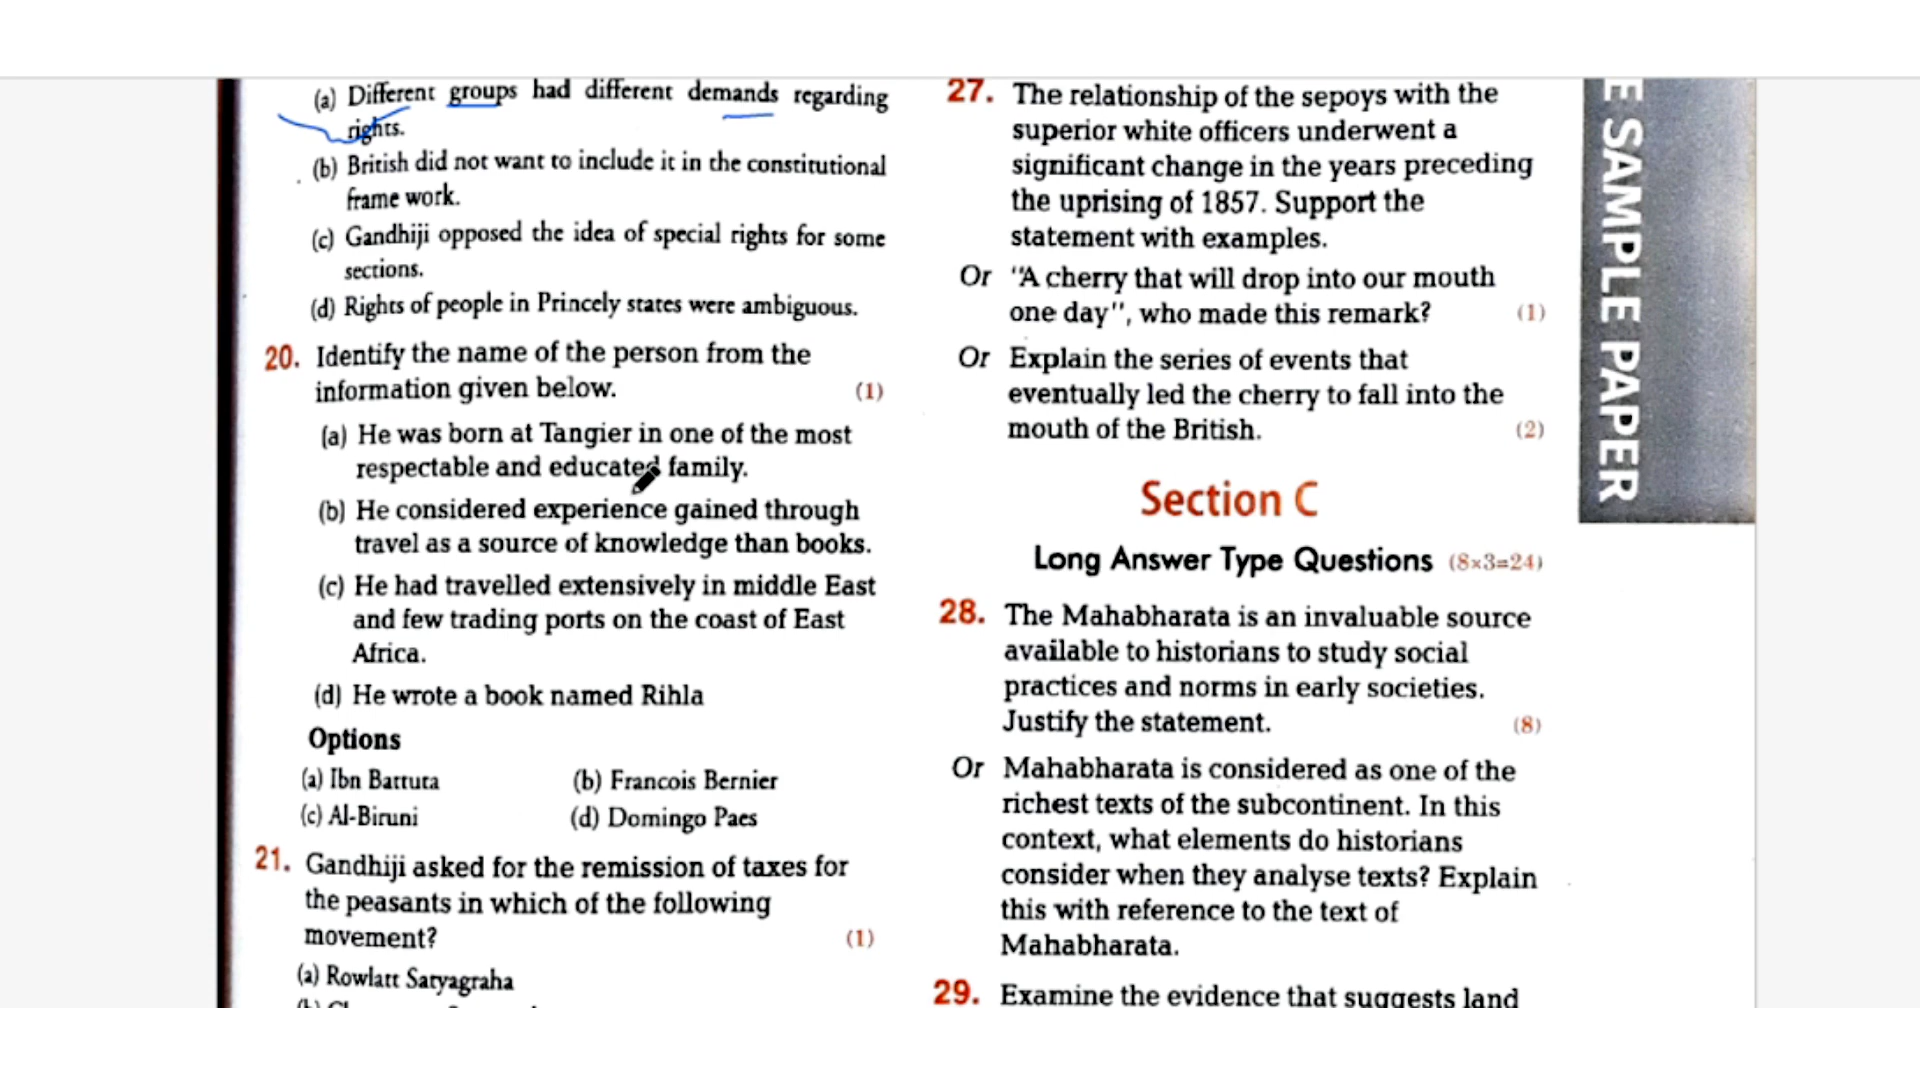 (a) Different groups had different demands regarding
rights.
(b) British did not want to include it in the constitutional
frame work.
(c) Gandhiji opposed the idea of special rights for some
sections.
(d) Rights of people in Princely states were ambiguous.
20. Identify the name of the person from the
information given below. (1)
(a) He was born at Tangier in one of the most
respectable and educated family.
(b) He considered experience gained through
travel as a source of knowledge than books.
(c) He had travelled extensively in middle East
and few trading ports on the coast of East
Africa.
(d) He wrote a book named Rihla
Options
(a) Ibn Battuta (b) Francois Bernier
(c) Al-Biruni (d) Domingo Paes
21. Gandhiji asked for the remission of taxes for
the peasants in which of the following
movement? (1)
(a) Rowlatt Satyagraha
27. The relationship of the sepoys with the
superior white officers underwent a
significant change in the years preceding
the uprising of 1857. Support the
statement with examples.
Or "A cherry that will drop into our mouth
one day", who made this remark? (1)
Or Explain the series of events that
eventually led the cherry to fall into the
mouth of the British. (2)
Section C
Long Answer Type Questions (8×3=24)
28. The Mahabharata is an invaluable source
available to historians to study social
practices and norms in early societies.
Justify the statement. (8)
Or Mahabharata is considered as one of the
richest texts of the subcontinent. In this
context, what elements do historians
consider when they analyse texts? Explain
this with reference to the text of
Mahabharata.
29. Examine the evidence that suggests land
E SAMPLE PAPER